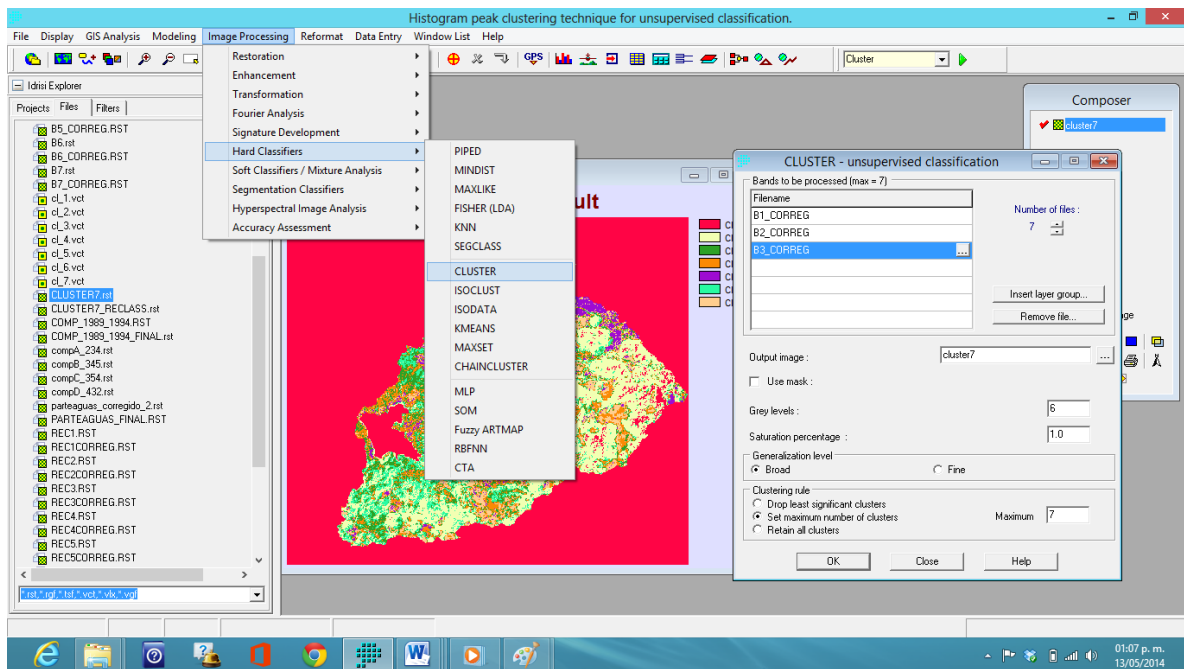 Histogram peak clustering technique for unsupervised classification.
File Display GIS Analysis Modeling Image Processing Reformat Data Entry Window List Help
GPS
Cluster
Idrisi Explorer
Projects Files Filters
B5_CORREG.RST
B6.rst
B6_CORREG.RST
B7.rst
B7_CORREG.RST
cl_1.vct
cl_2.vct
cl_3.vct
cl_4.vct
cl_5.vct
cl_6.vct
cl_7.vct
CLUSTER7.rst
CLUSTER7_RECLASS.rst
COMP_1989_1994.RST
COMP_1989_1994_FINAL.rst
compA_234.rst
compB_345.rst
compC_354.rst
compD_432.rst
parteaguas_corregido_2.rst
PARTEAGUAS_FINAL.RST
REC1.RST
REC1CORREG.RST
REC2.RST
REC2CORREG.RST
REC3.RST
REC3CORREG.RST
REC4.RST
REC4CORREG.RST
REC5.RST
REC5CORREG.RST
*.rst,*.rgf,*.tsf,*.vct,*.vlx,*.vgf
Restoration
Enhancement
Transformation
Fourier Analysis
Signature Development
Hard Classifiers
Soft Classifiers / Mixture Analysis
Segmentation Classifiers
Hyperspectral Image Analysis
Accuracy Assessment
PIPED
MINDIST
MAXLIKE
FISHER (LDA)
KNN
SEGCLASS
CLUSTER
ISOCLUST
ISODATA
KMEANS
MAXSET
CHAINCLUSTER
MLP
SOM
Fuzzy ARTMAP
RBFNN
CTA
ult
Cl
Cl
Cl
Cl
Cl
Cl
Cl
Composer
cluster7
CLUSTER - unsupervised classification
Bands to be processed (max = 7)
Filename
B1_CORREG
B2_CORREG
B3_CORREG
...
Number of files :
7
Insert layer group...
Remove file...
Output image :
cluster7
...
Use mask :
Grey levels :
6
Saturation percentage :
1.0
Generalization level
Broad
Fine
Clustering rule
Drop least significant clusters
Set maximum number of clusters
Retain all clusters
Maximum
7
OK
Close
Help
01:07 p. m.
13/05/2014